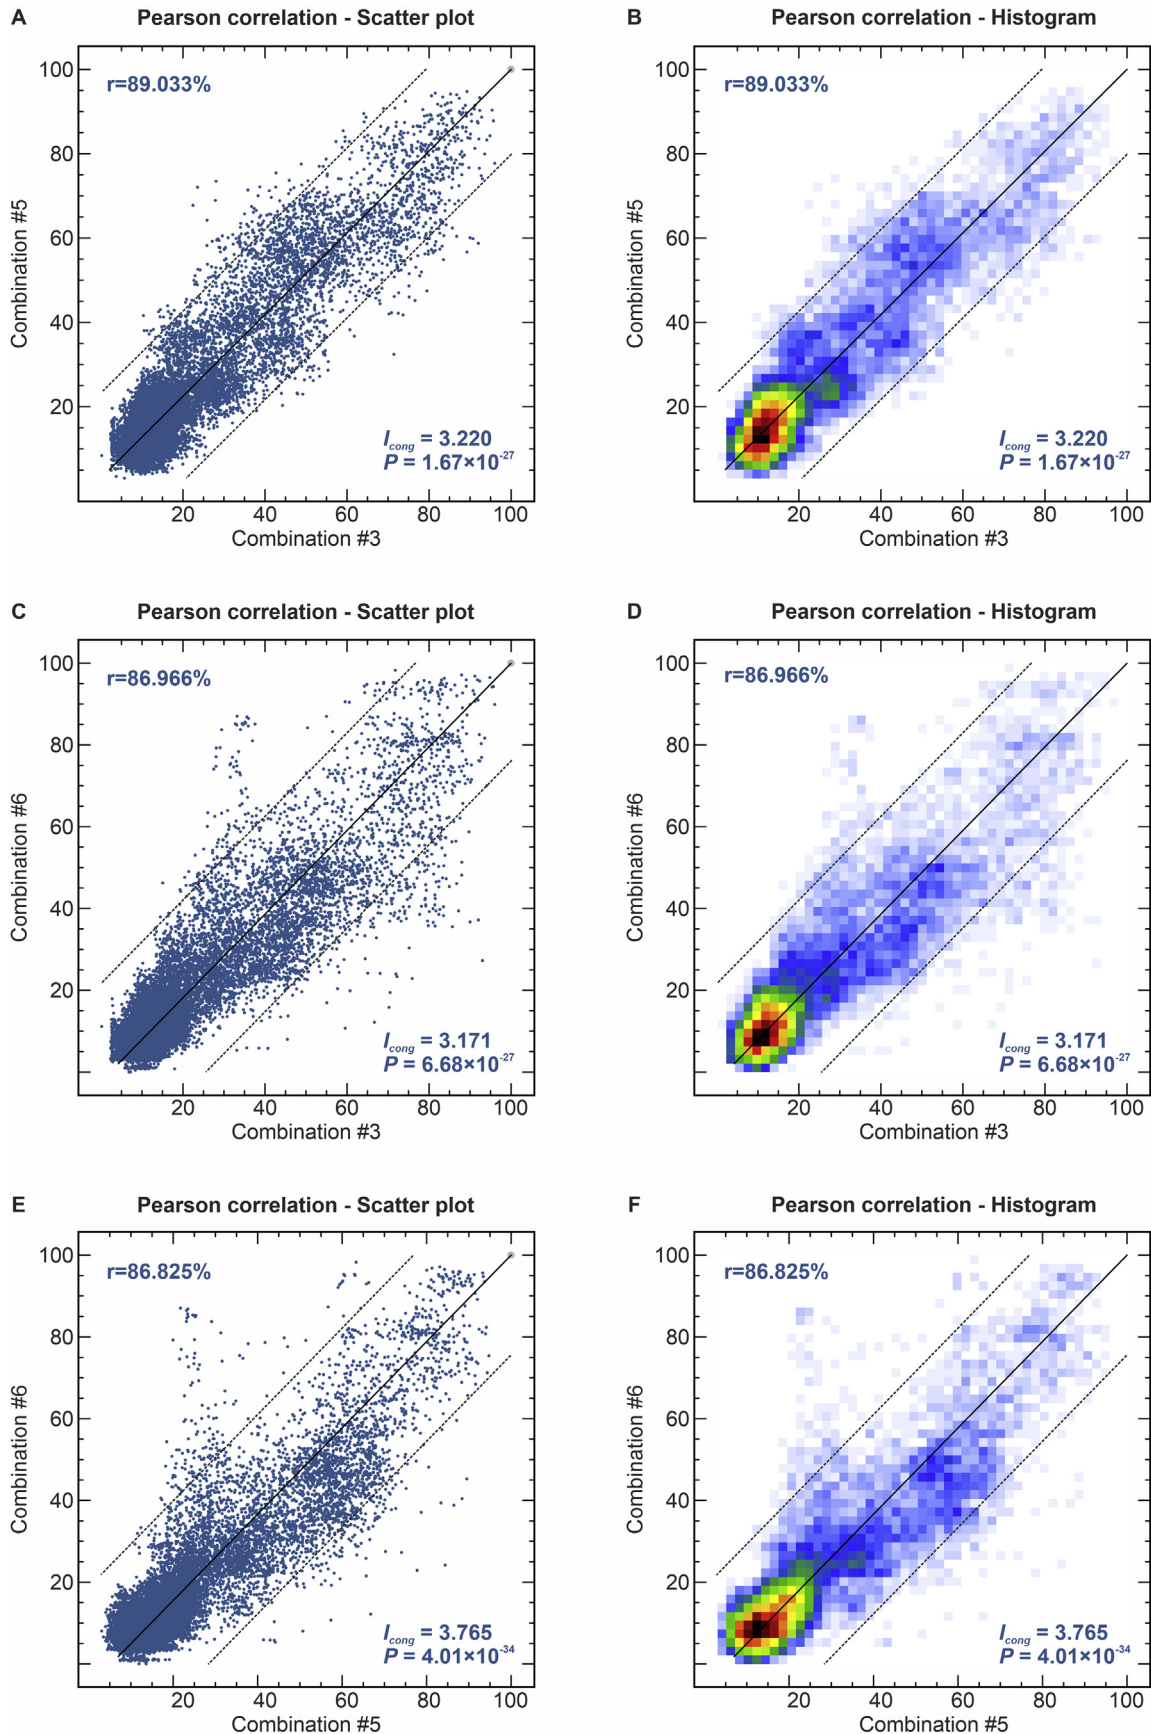 A Pearson correlation - Scatter plot
r=89.033%
100
80
60
40
20
Combination #5
I_cong = 3.220
P = 1.67×10⁻²⁷
20 40 60 80 100
Combination #3
B Pearson correlation - Histogram
r=89.033%
100
80
60
40
20
Combination #5
I_cong = 3.220
P = 1.67×10⁻²⁷
20 40 60 80 100
Combination #3
C Pearson correlation - Scatter plot
r=86.966%
100
80
60
40
20
Combination #6
I_cong = 3.171
P = 6.68×10⁻²⁷
20 40 60 80 100
Combination #3
D Pearson correlation - Histogram
r=86.966%
100
80
60
40
20
Combination #6
I_cong = 3.171
P = 6.68×10⁻²⁷
20 40 60 80 100
Combination #3
E Pearson correlation - Scatter plot
r=86.825%
100
80
60
40
20
Combination #6
I_cong = 3.765
P = 4.01×10⁻³⁴
20 40 60 80 100
Combination #5
F Pearson correlation - Histogram
r=86.825%
100
80
60
40
20
Combination #6
I_cong = 3.765
P = 4.01×10⁻³⁴
20 40 60 80 100
Combination #5